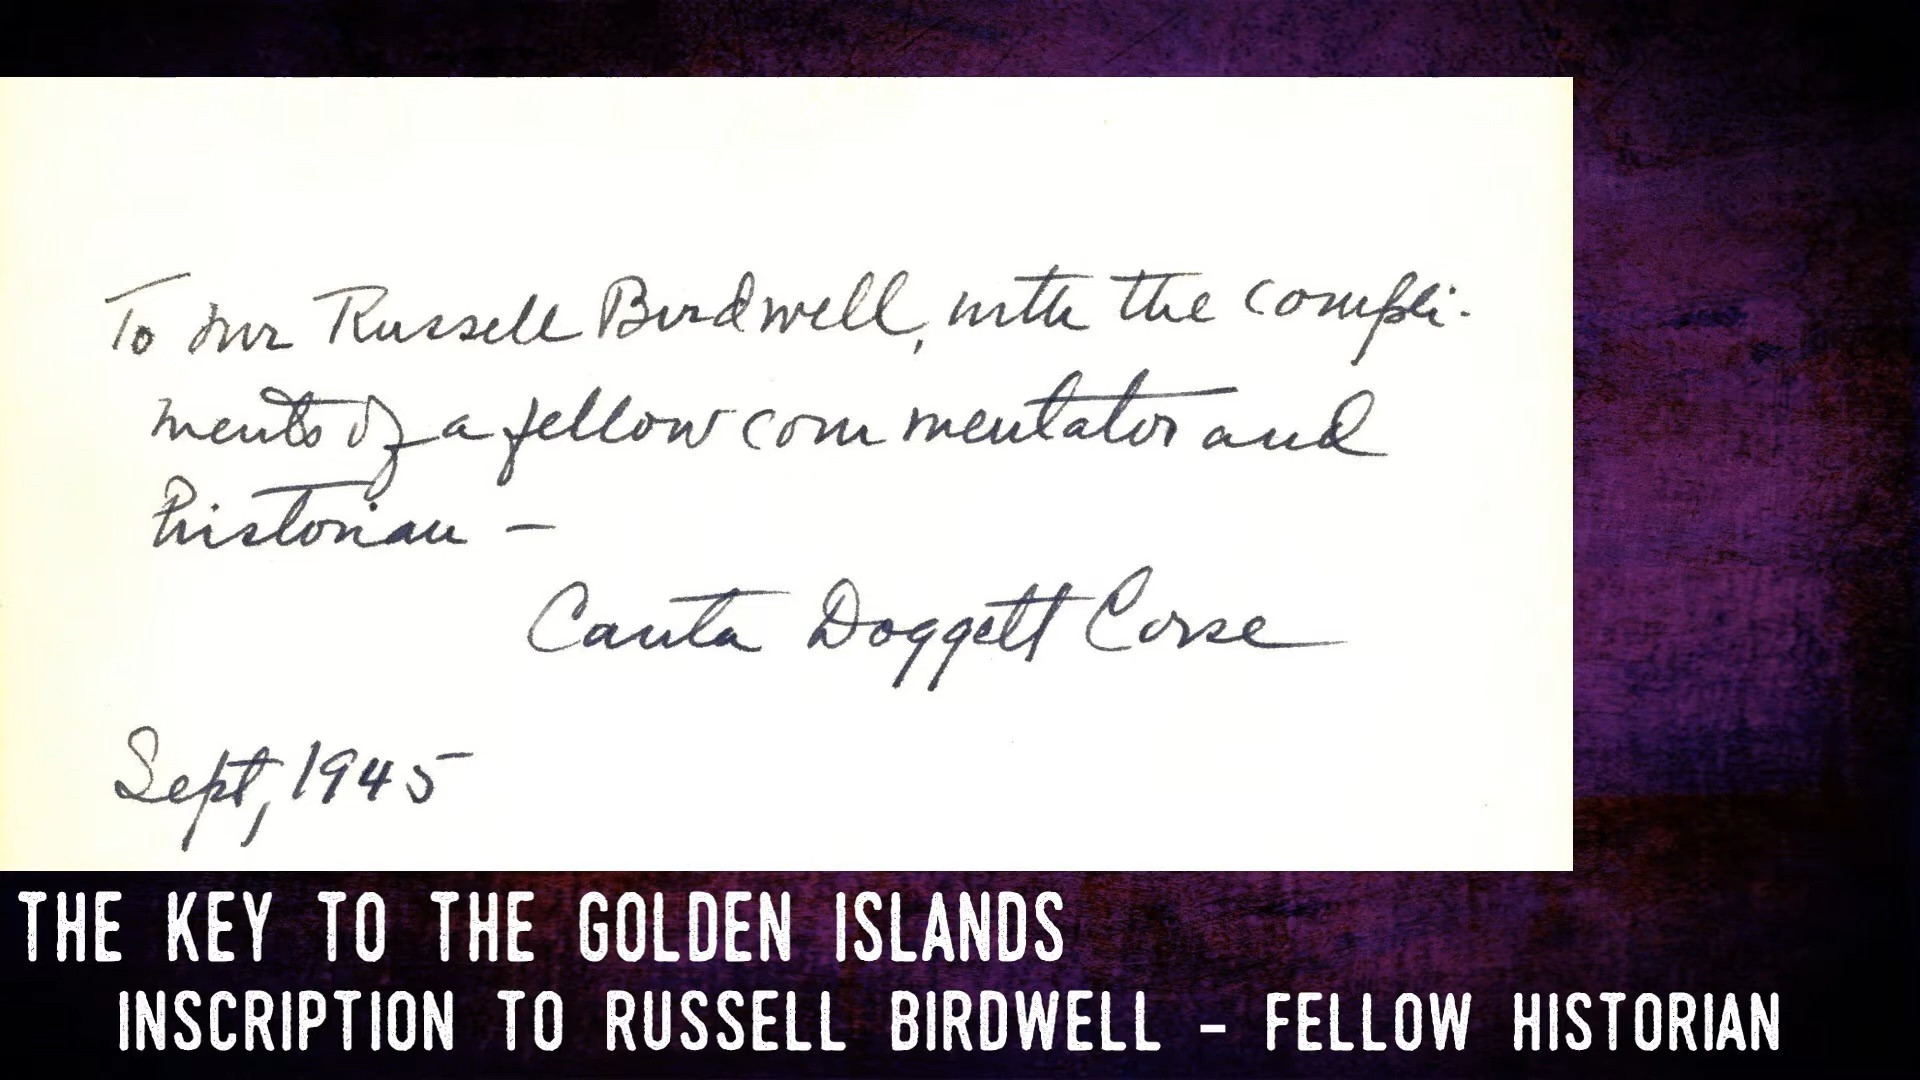 To Mr Russell Birdwell, with the compli-
ments of a fellow commentator and
historian –
Carita Doggett Corse
Sept, 1945
THE KEY TO THE GOLDEN ISLANDS
INSCRIPTION TO RUSSELL BIRDWELL – FELLOW HISTORIAN